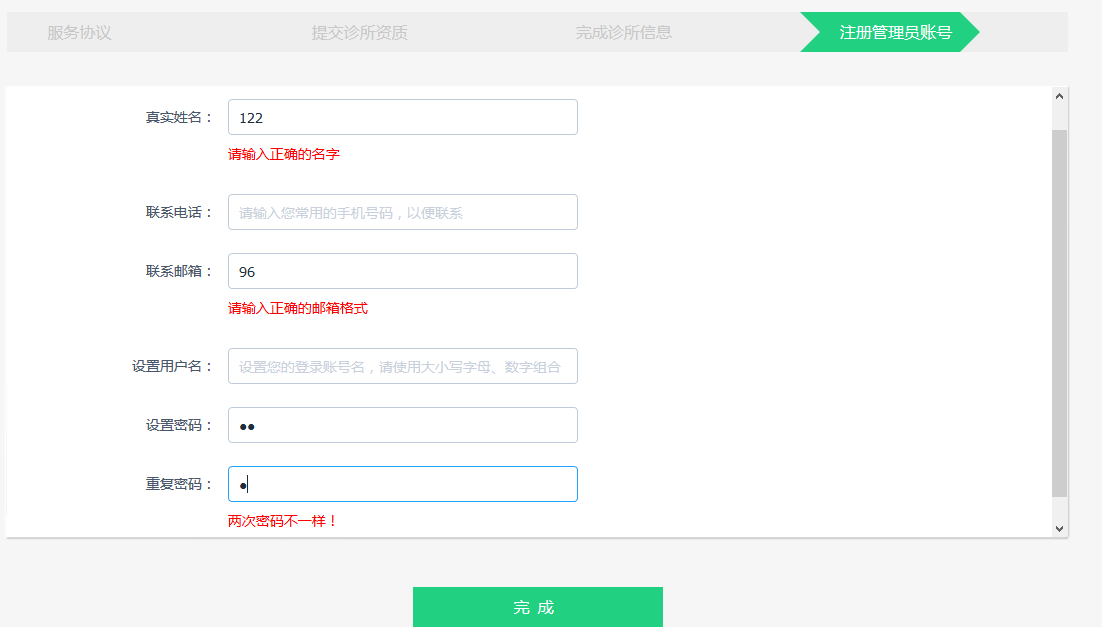 服务协议 提交诊所资质 完成诊所信息 注册管理员账号
真实姓名： 122
请输入正确的名字
联系电话： 请输入您常用的手机号码，以便联系
联系邮箱： 96
请输入正确的邮箱格式
设置用户名： 设置您的登录账号名，请使用大小写字母、数字组合
设置密码： ●●
重复密码： ●
两次密码不一样！
完 成